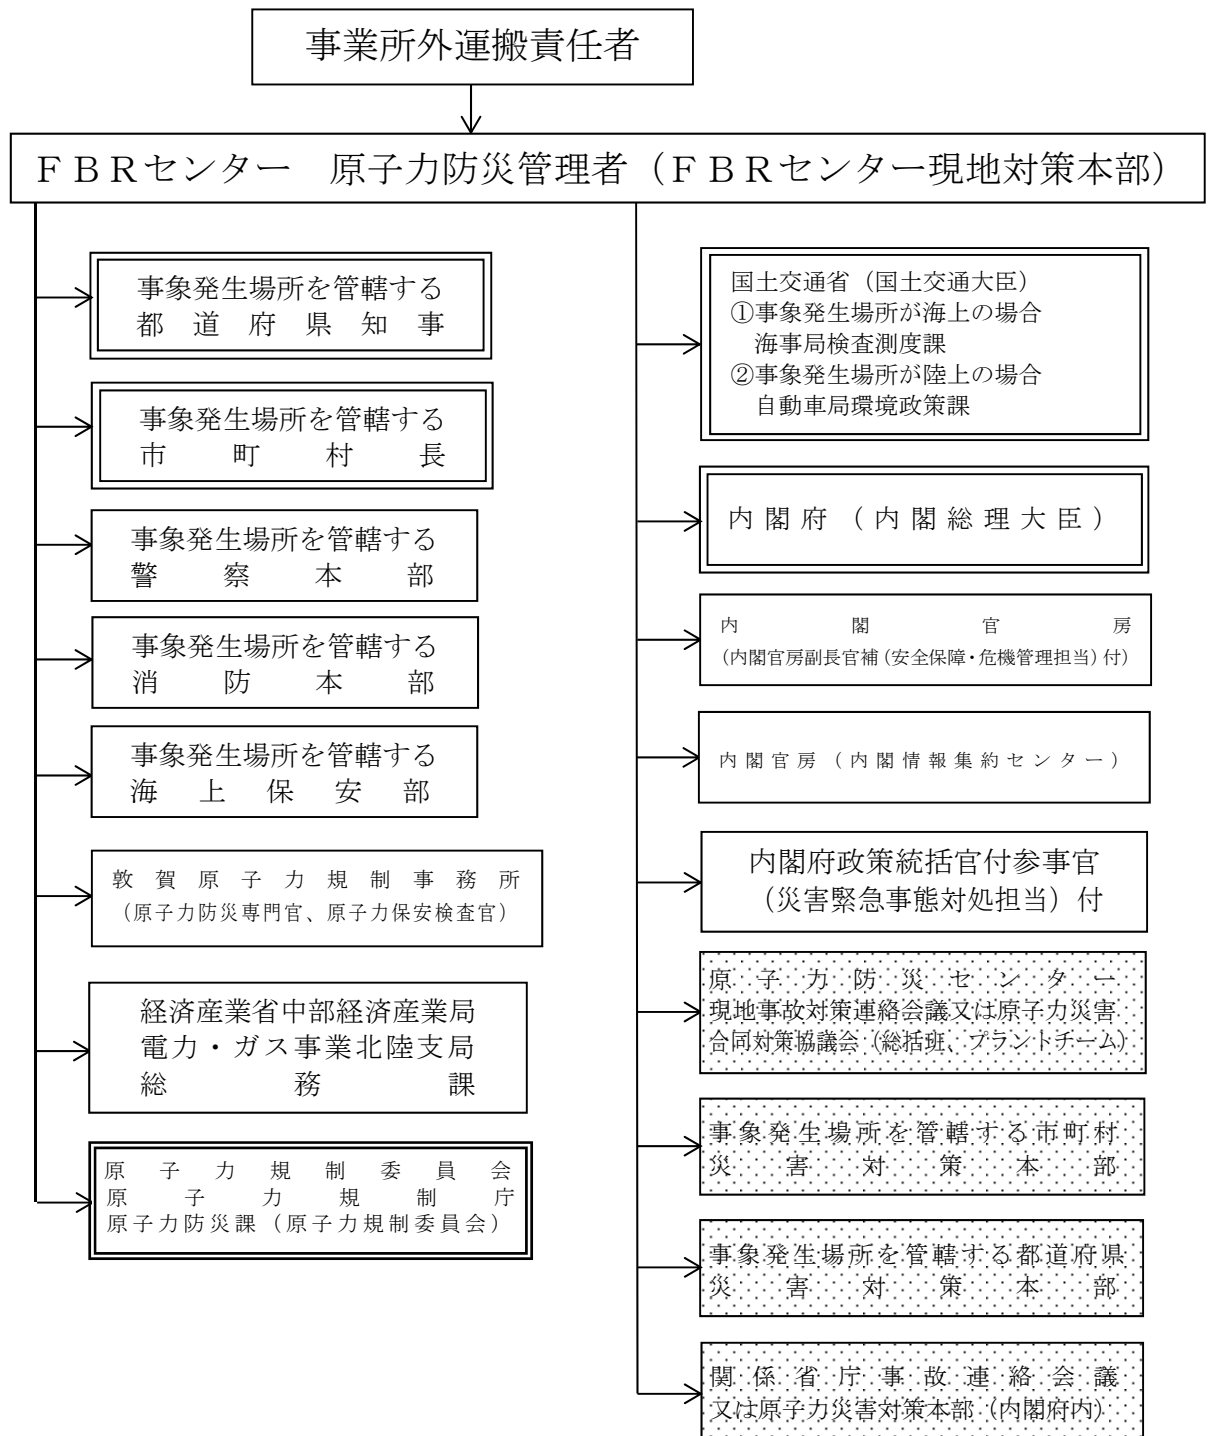 事業所外運搬責任者
ＦＢＲセンター　原子力防災管理者（ＦＢＲセンター現地対策本部）
事象発生場所を管轄する
都道府県知事
事象発生場所を管轄する
市町村長
事象発生場所を管轄する
警察本部
事象発生場所を管轄する
消防本部
事象発生場所を管轄する
海上保安部
敦賀原子力規制事務所
（原子力防災専門官、原子力保安検査官）
経済産業省中部経済産業局
電力・ガス事業北陸支局
総務課
原子力規制委員会
原子力規制庁
原子力防災課（原子力規制委員会）
国土交通省（国土交通大臣）
①事象発生場所が海上の場合
海事局検査測度課
②事象発生場所が陸上の場合
自動車局環境政策課
内閣府（内閣総理大臣）
内閣官房
（内閣官房副長官補（安全保障・危機管理担当）付）
内閣官房（内閣情報集約センター）
内閣府政策統括官付参事官
（災害緊急事態対処担当）付
原子力防災センター
現地事故対策連絡会議又は原子力災害
合同対策協議会（総括班、プラントチーム）
事象発生場所を管轄する市町村
災害対策本部
事象発生場所を管轄する都道府県
災害対策本部
関係省庁事故連絡会議
又は原子力災害対策本部（内閣府内）